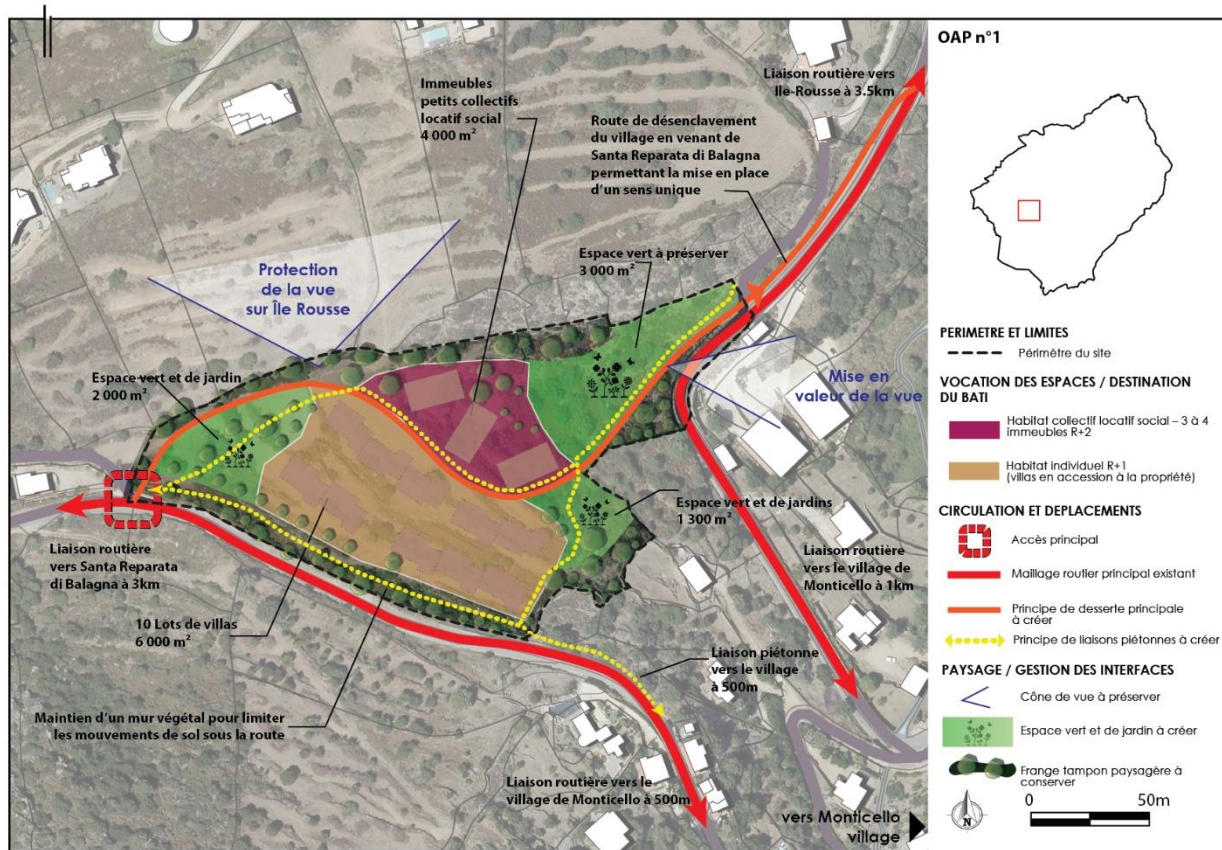 OAP n°1
Immeubles
petits collectifs
locatif social
4 000 m²
Liaison routière vers
Ile-Rousse à 3.5km
Route de désenclavement
du village en venant de
Santa Reparata di Balagna
permettant la mise en place
d'un sens unique
Espace vert à préserver
3 000 m²
Protection
de la vue
sur Île Rousse
Espace vert et de jardin
2 000 m²
Mise en
valeur de la vue
Espace vert et de jardins
1 300 m²
Liaison routière
vers Santa Reparata
di Balagna à 3km
Liaison routière
vers le village de
Monticello à 1km
10 Lots de villas
6 000 m²
Liaison piétonne
vers le village
à 500m
Maintien d'un mur végétal pour limiter
les mouvements de sol sous la route
Liaison routière vers le
village de Monticello à 500m
vers Monticello
village
PERIMETRE ET LIMITES
Périmètre du site
VOCATION DES ESPACES / DESTINATION
DU BATI
Habitat collectif locatif social – 3 à 4
immeubles R+2
Habitat individuel R+1
(villas en accession à la propriété)
CIRCULATION ET DEPLACEMENTS
Accès principal
Maillage routier principal existant
Principe de desserte principale
à créer
Principe de liaisons piétonnes à créer
PAYSAGE / GESTION DES INTERFACES
Cône de vue à préserver
Espace vert et de jardin à créer
Frange tampon paysagère à
conserver
N
0 50m